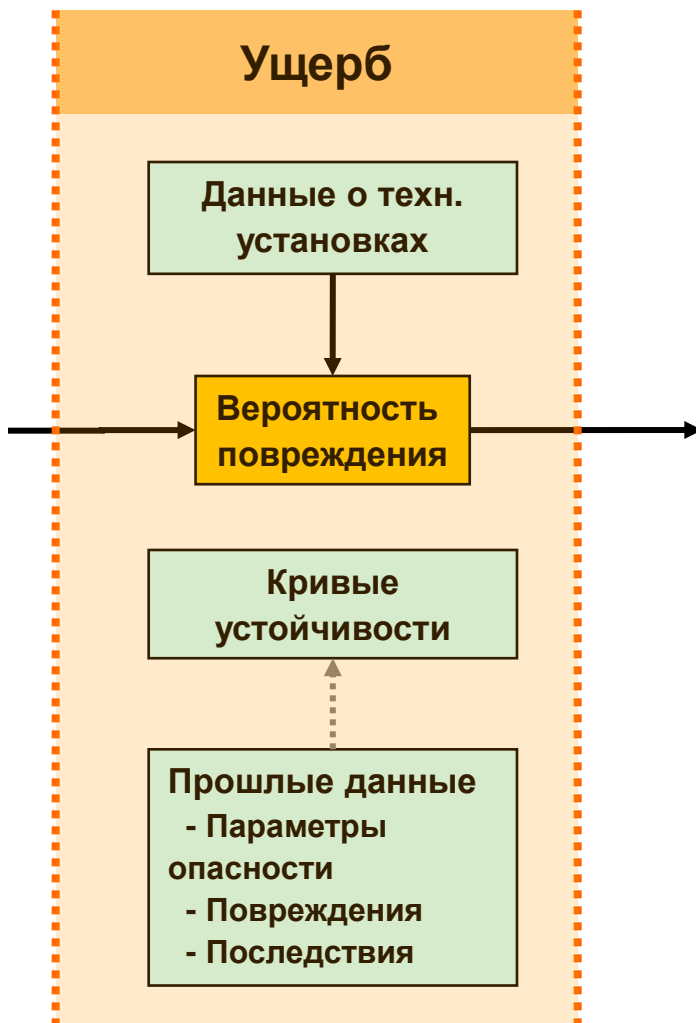 Ущерб
Данные о техн.
установках
Вероятность
повреждения
Кривые
устойчивости
Прошлые данные
- Параметры
опасности
- Повреждения
- Последствия